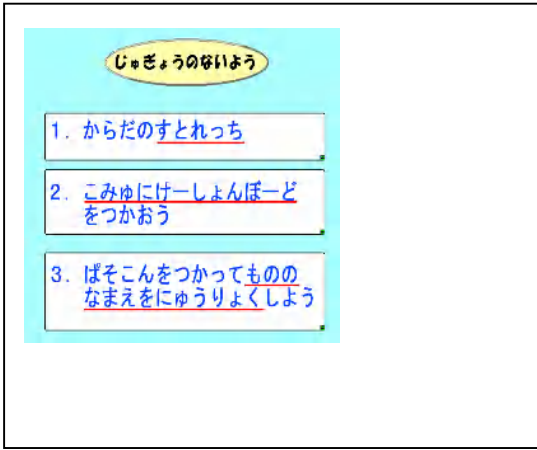 じゅぎょうのないよう
1．からだのすとれっち
2．こみゅにけーしょんぼーど
をつかおう
3．ぱそこんをつかってものの
なまえをにゅうりょくしよう